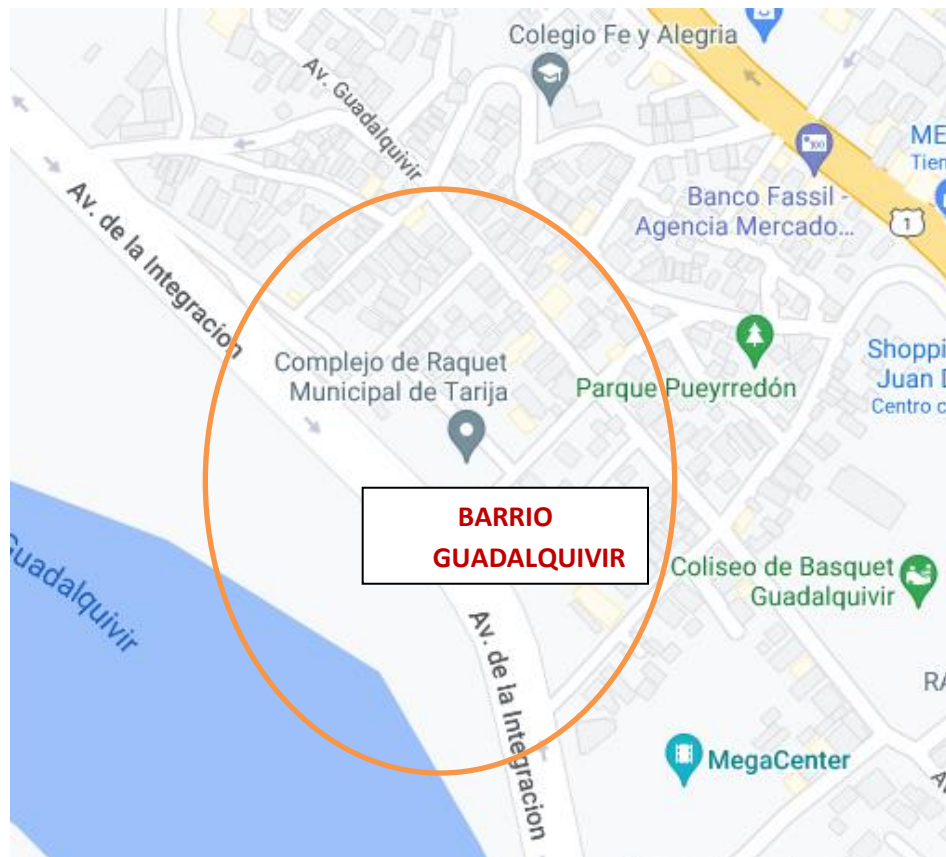 Colegio Fe y Alegria
Av. Guadalquivir
ME
Tien
100
Banco Fassil -
Agencia Mercado...
1
Av. de la Integracion
Complejo de Raquet
Municipal de Tarija
Parque Pueyrredón
Shoppi
Juan D
Centro c
BARRIO
GUADALQUIVIR
Guadalquivir
Coliseo de Basquet
Guadalquivir
Av. de la Integracion
RA
MegaCenter